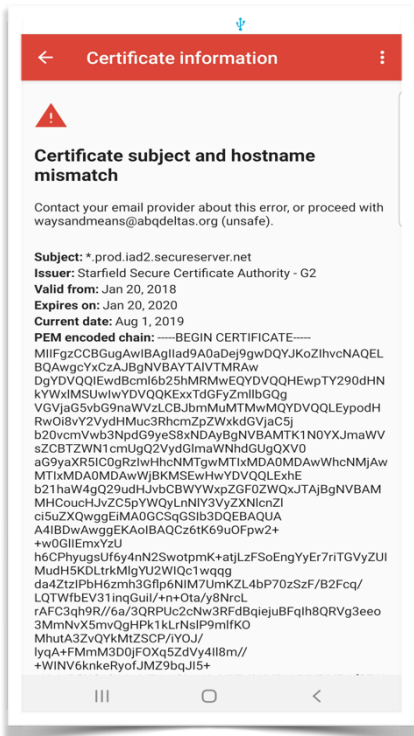 Certificate information
Certificate subject and hostname
mismatch
Contact your email provider about this error, or proceed with
waysandmeans@abqdeltas.org (unsafe).
Subject: *.prod.iad2.secureserver.net
Issuer: Starfield Secure Certificate Authority - G2
Valid from: Jan 20, 2018
Expires on: Jan 20, 2020
Current date: Aug 1, 2019
PEM encoded chain: -----BEGIN CERTIFICATE-----
MIIFgzCCBGugAwIBAgIIad9A0aDej9gwDQYJKoZIhvcNAQEL
BQAwgcYxCzAJBgNVBAYTAlVTMRAw
DgYDVQQIEwdBcml6b25hMRMwEQYDVQQHEwpTY290dHN
kYWxlMSUwIwYDVQQKExxTdGFyZmllbGQg
VGVjaG5vbG9naWVzLCBJbmMuMTMwMQYDVQQLEypodH
RwOi8vY2VydHMuc3RhcmZpZWxkdGVjaC5j
b20vcmVwb3NpdG9yeS8xNDAyBgNVBAMTK1N0YXJmaWV
sZCBTZWN1cmUgQ2VydGlmaWNhdGUgQXV0
aG9yaXR5IC0gRzIwHhcNMTgwMTIxMDA0MDAwWhcNMjAw
MTIxMDA0MDAwWjBKMSEwHwYDVQQLExhE
b21haW4gQ29udHJvbCBWYWxpZGF0ZWQxJTAjBgNVBAM
MHCoucHJvZC5pYWQyLnNlY3VyZXNlcnZl
ci5uZXQwggEiMA0GCSqGSIb3DQEBAQUA
A4IBDwAwggEKAoIBAQCz6tK69uOFpw2+
+w0GlIEmxYzU
h6CPhyugsUf6y4nN2SwotpmK+atjLzFSoEngYyEr7riTGVyZUI
MudH5KDLtrkMlgYU2WIQc1wqqg
da4ZtzIPbH6zmh3Gflp6NIM7UmKZL4bP70zSzF/B2Fcq/
LQTWfbEV31inqGuil/+n+Ota/y8NrcL
rAFC3qh9R//6a/3QRPUc2cNw3RFdBqiejuBFqIh8QRVg3eeo
3MmNvX5mvQgHPk1kLrNslP9mlfKO
MhutA3ZvQYkMtZSCP/iYOJ/
lyqA+FMmM3D0jFOXq5ZdVy4Il8m//
+WINV6knkeRyofJMZ9bqJI5+